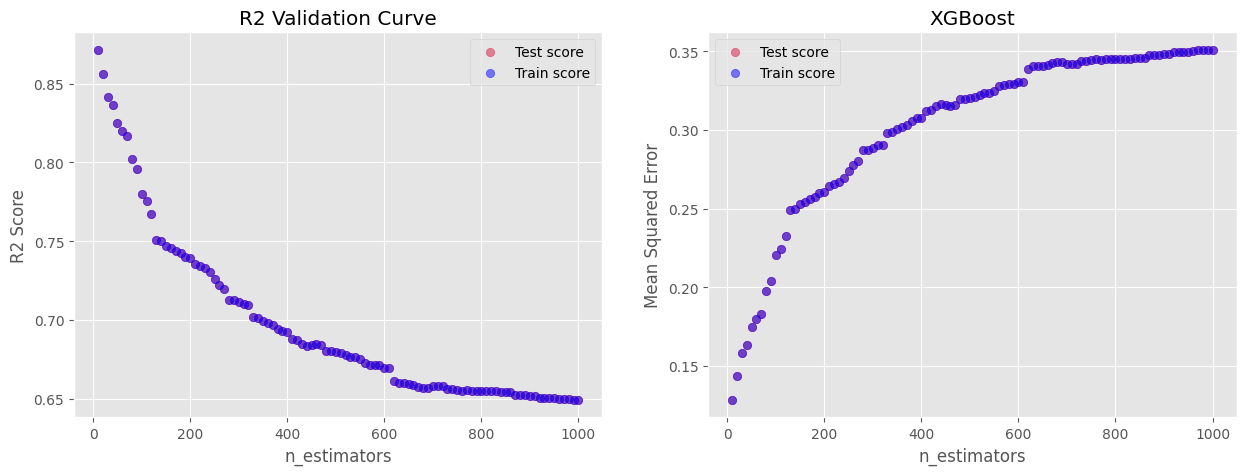 R2 Validation Curve
Test score
Train score
R2 Score
0.85
0.80
0.75
0.70
0.65
0
200
400
600
800
1000
n_estimators
XGBoost
Test score
Train score
Mean Squared Error
0.35
0.30
0.25
0.20
0.15
0
200
400
600
800
1000
n_estimators